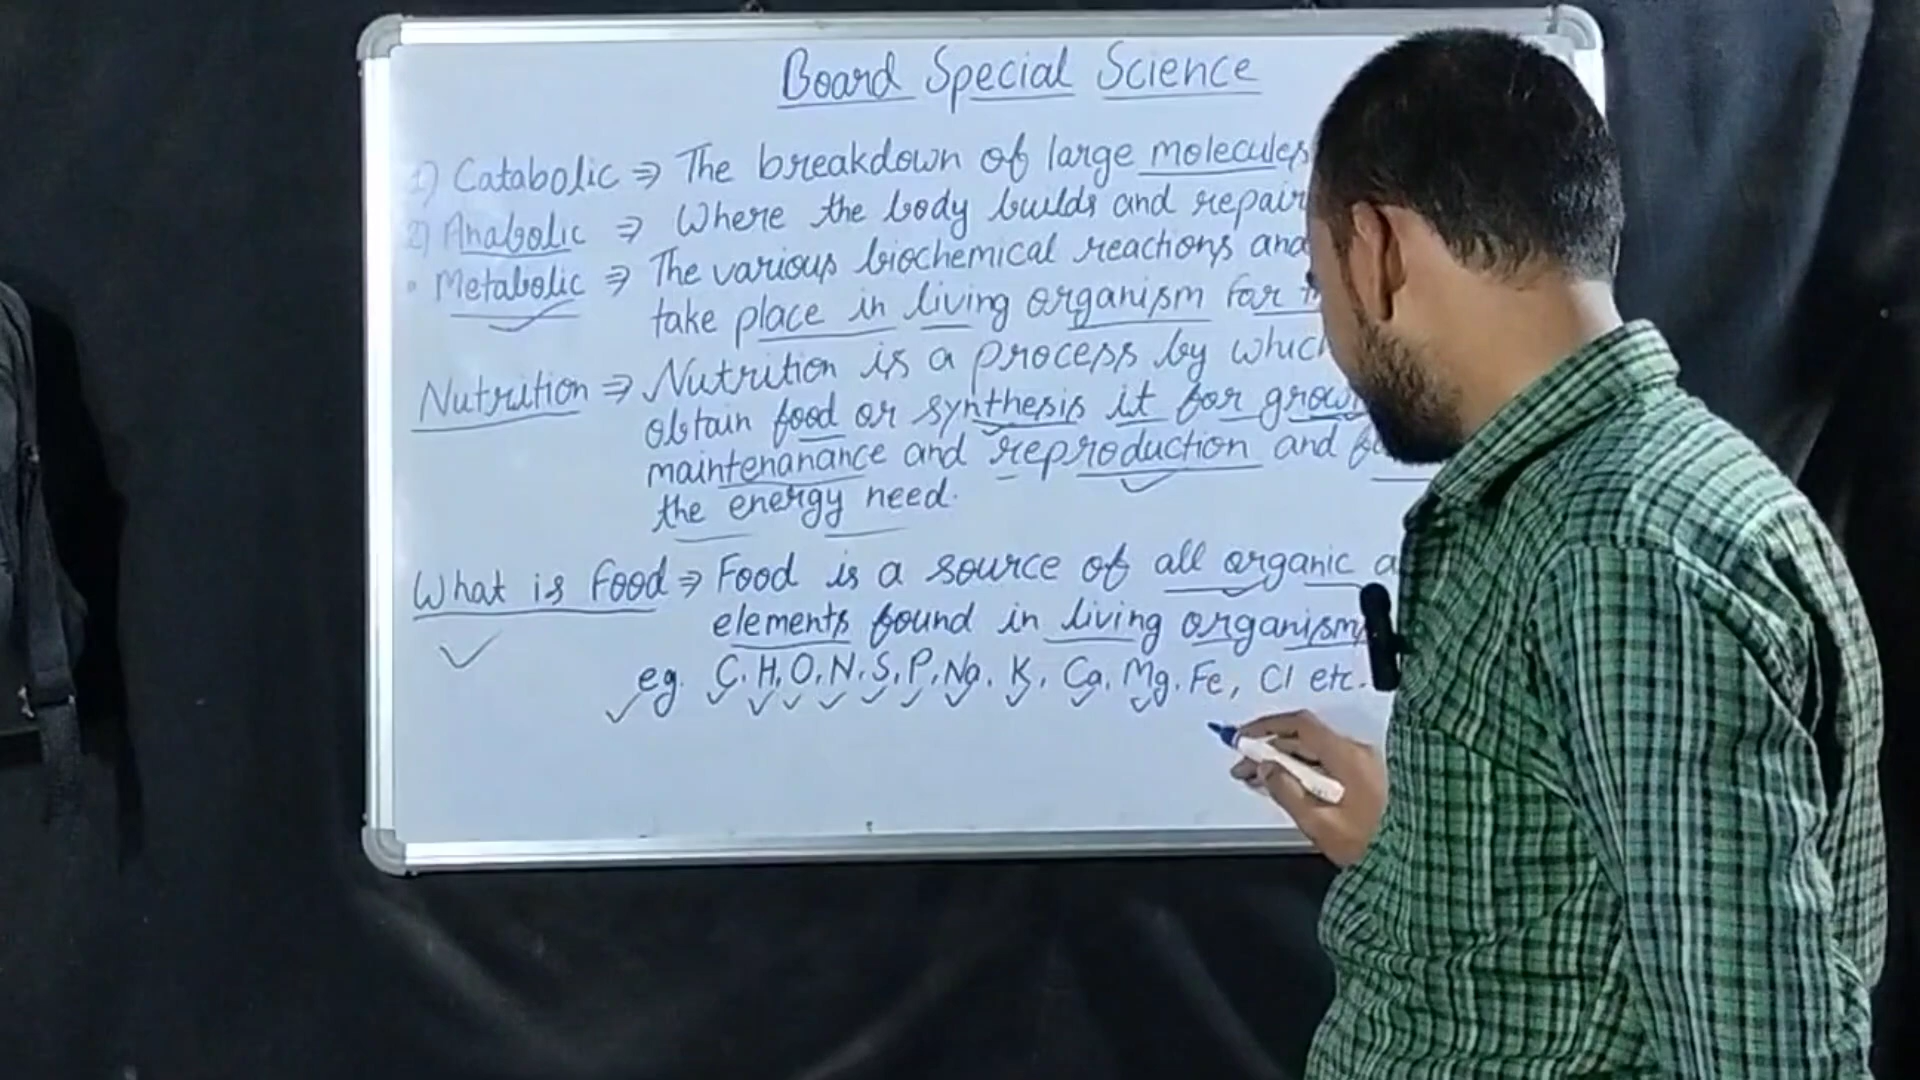 Board Special Science
1) Catabolic ⇒ The breakdown of large molecules
2) Anabolic ⇒ Where the body builds and repair
• Metabolic ⇒ The various biochemical reactions and
take place in living organism for
Nutrition ⇒ Nutrition is a process by which
obtain food or synthesis it for grow
maintenanance and reproduction and
the energy need.
What is Food ⇒ Food is a source of all organic a
elements found in living organism
eg. C, H, O, N, S, P, Na, K, Ca, Mg, Fe, Cl etc.